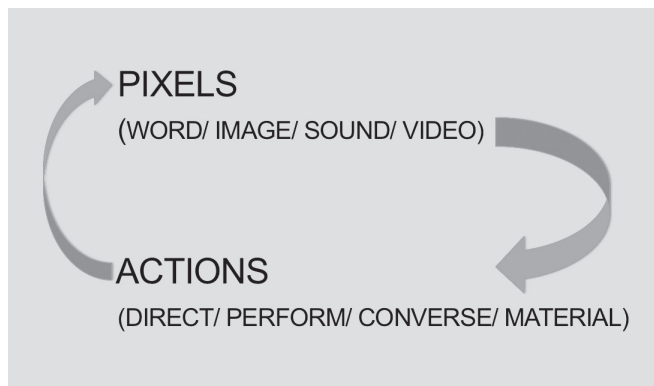 PIXELS
(WORD/ IMAGE/ SOUND/ VIDEO)
ACTIONS
(DIRECT/ PERFORM/ CONVERSE/ MATERIAL)